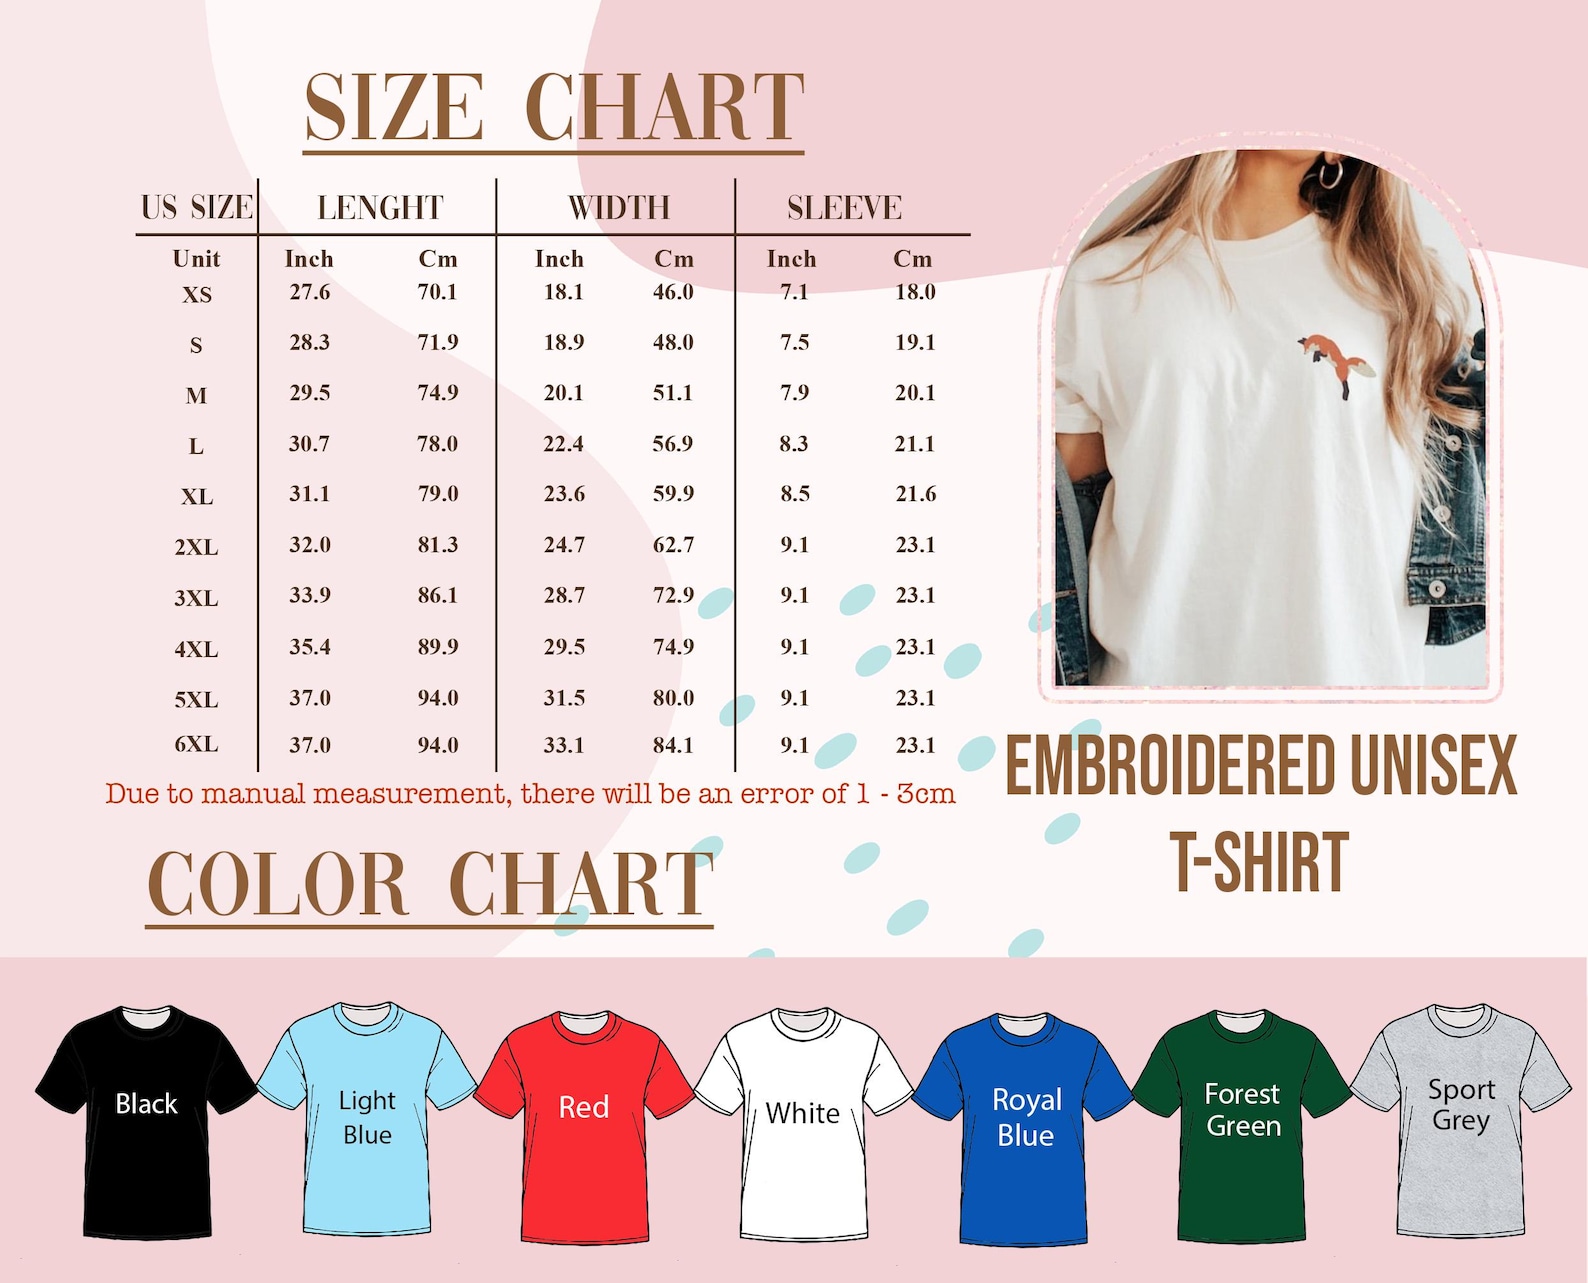 SIZE CHART
US SIZE LENGHT WIDTH SLEEVE
Unit Inch Cm Inch Cm Inch Cm
XS 27.6 70.1 18.1 46.0 7.1 18.0
S 28.3 71.9 18.9 48.0 7.5 19.1
M 29.5 74.9 20.1 51.1 7.9 20.1
L 30.7 78.0 22.4 56.9 8.3 21.1
XL 31.1 79.0 23.6 59.9 8.5 21.6
2XL 32.0 81.3 24.7 62.7 9.1 23.1
3XL 33.9 86.1 28.7 72.9 9.1 23.1
4XL 35.4 89.9 29.5 74.9 9.1 23.1
5XL 37.0 94.0 31.5 80.0 9.1 23.1
6XL 37.0 94.0 33.1 84.1 9.1 23.1
Due to manual measurement, there will be an error of 1 - 3cm
EMBROIDERED UNISEX
T-SHIRT
COLOR CHART
Black
Light
Blue
Red
White
Royal
Blue
Forest
Green
Sport
Grey